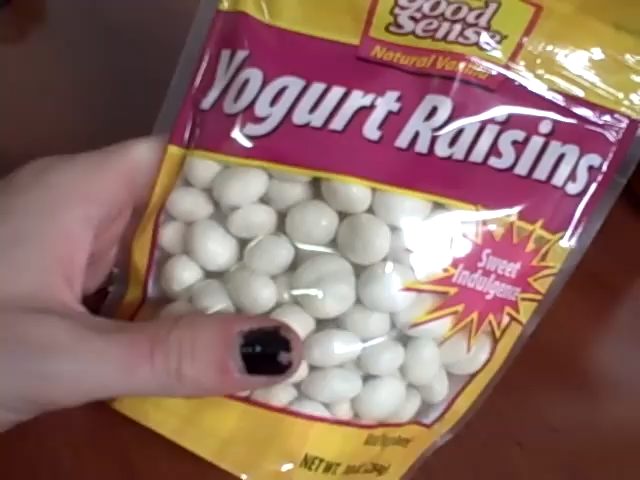 good
Sense
Natural Vanilla
Yogurt Raisins
Sweet
Indulgence
NET WT.